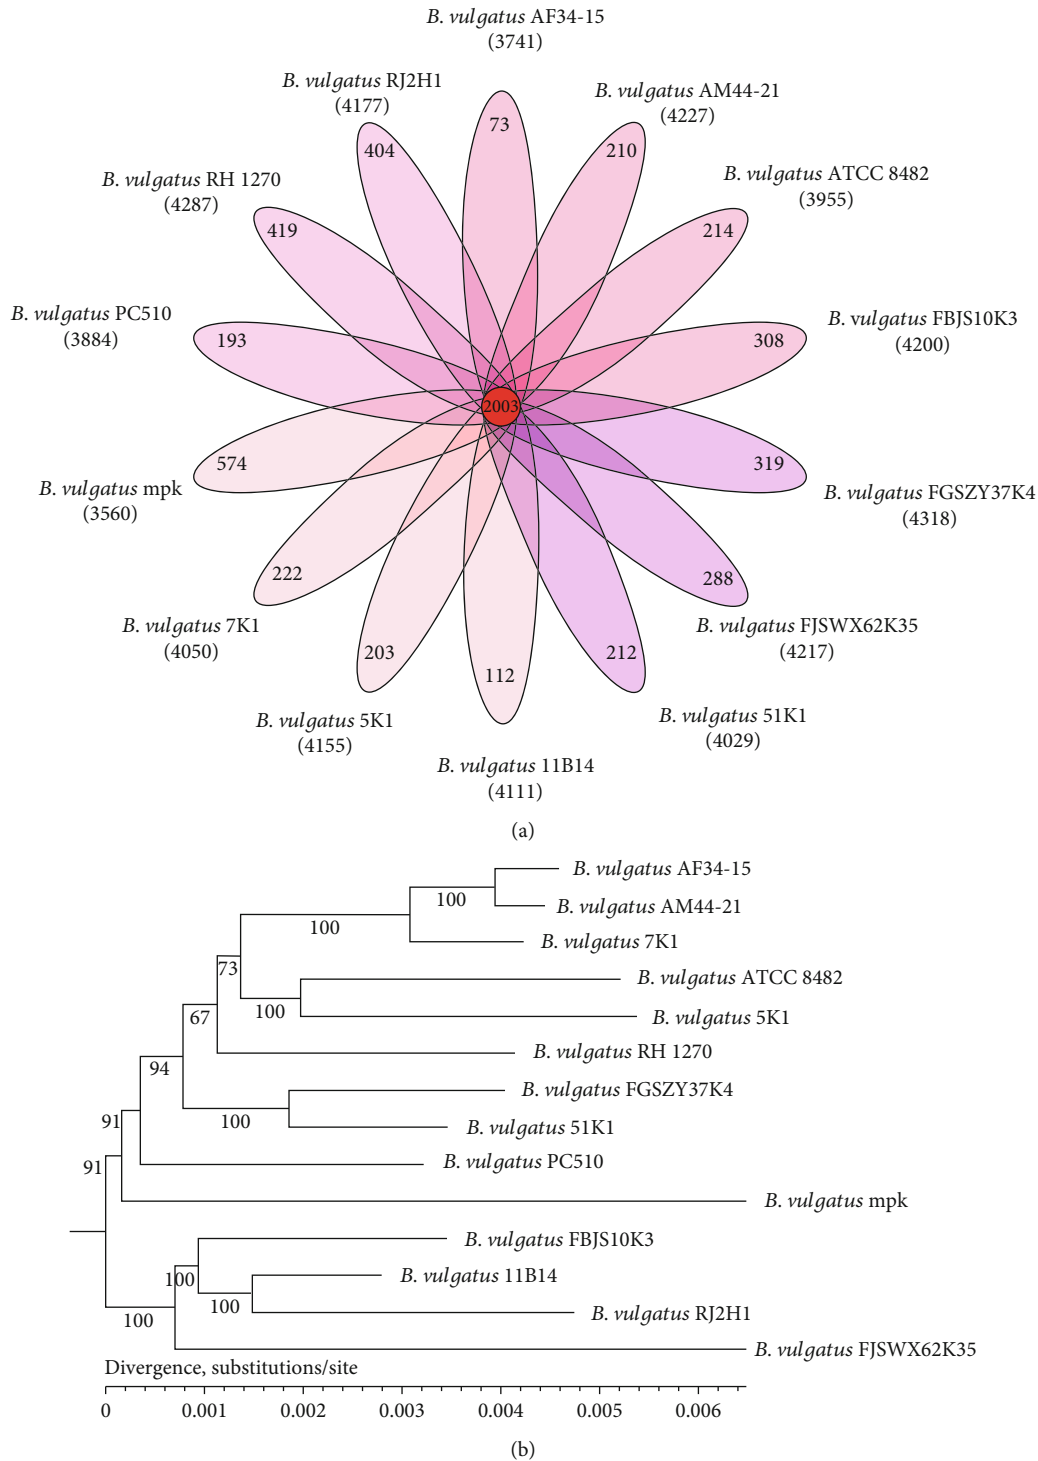 B. vulgatus AF34-15
(3741)
B. vulgatus RJ2H1
(4177)
B. vulgatus AM44-21
(4227)
B. vulgatus RH 1270
(4287)
B. vulgatus ATCC 8482
(3955)
B. vulgatus PC510
(3884)
B. vulgatus FBJS10K3
(4200)
B. vulgatus mpk
(3560)
B. vulgatus FGSZY37K4
(4318)
B. vulgatus 7K1
(4050)
B. vulgatus FJSWX62K35
(4217)
B. vulgatus 5K1
(4155)
B. vulgatus 51K1
(4029)
B. vulgatus 11B14
(4111)
73
404
210
419
214
193
308
2003
574
319
222
288
203
212
112
(a)
B. vulgatus AF34-15
100
B. vulgatus AM44-21
100
B. vulgatus 7K1
73
B. vulgatus ATCC 8482
100
B. vulgatus 5K1
67
B. vulgatus RH 1270
94
B. vulgatus FGSZY37K4
100
B. vulgatus 51K1
91
B. vulgatus PC510
91
B. vulgatus mpk
B. vulgatus FBJS10K3
100
B. vulgatus 11B14
100
B. vulgatus RJ2H1
100
B. vulgatus FJSWX62K35
Divergence, substitutions/site
0 0.001 0.002 0.003 0.004 0.005 0.006
(b)